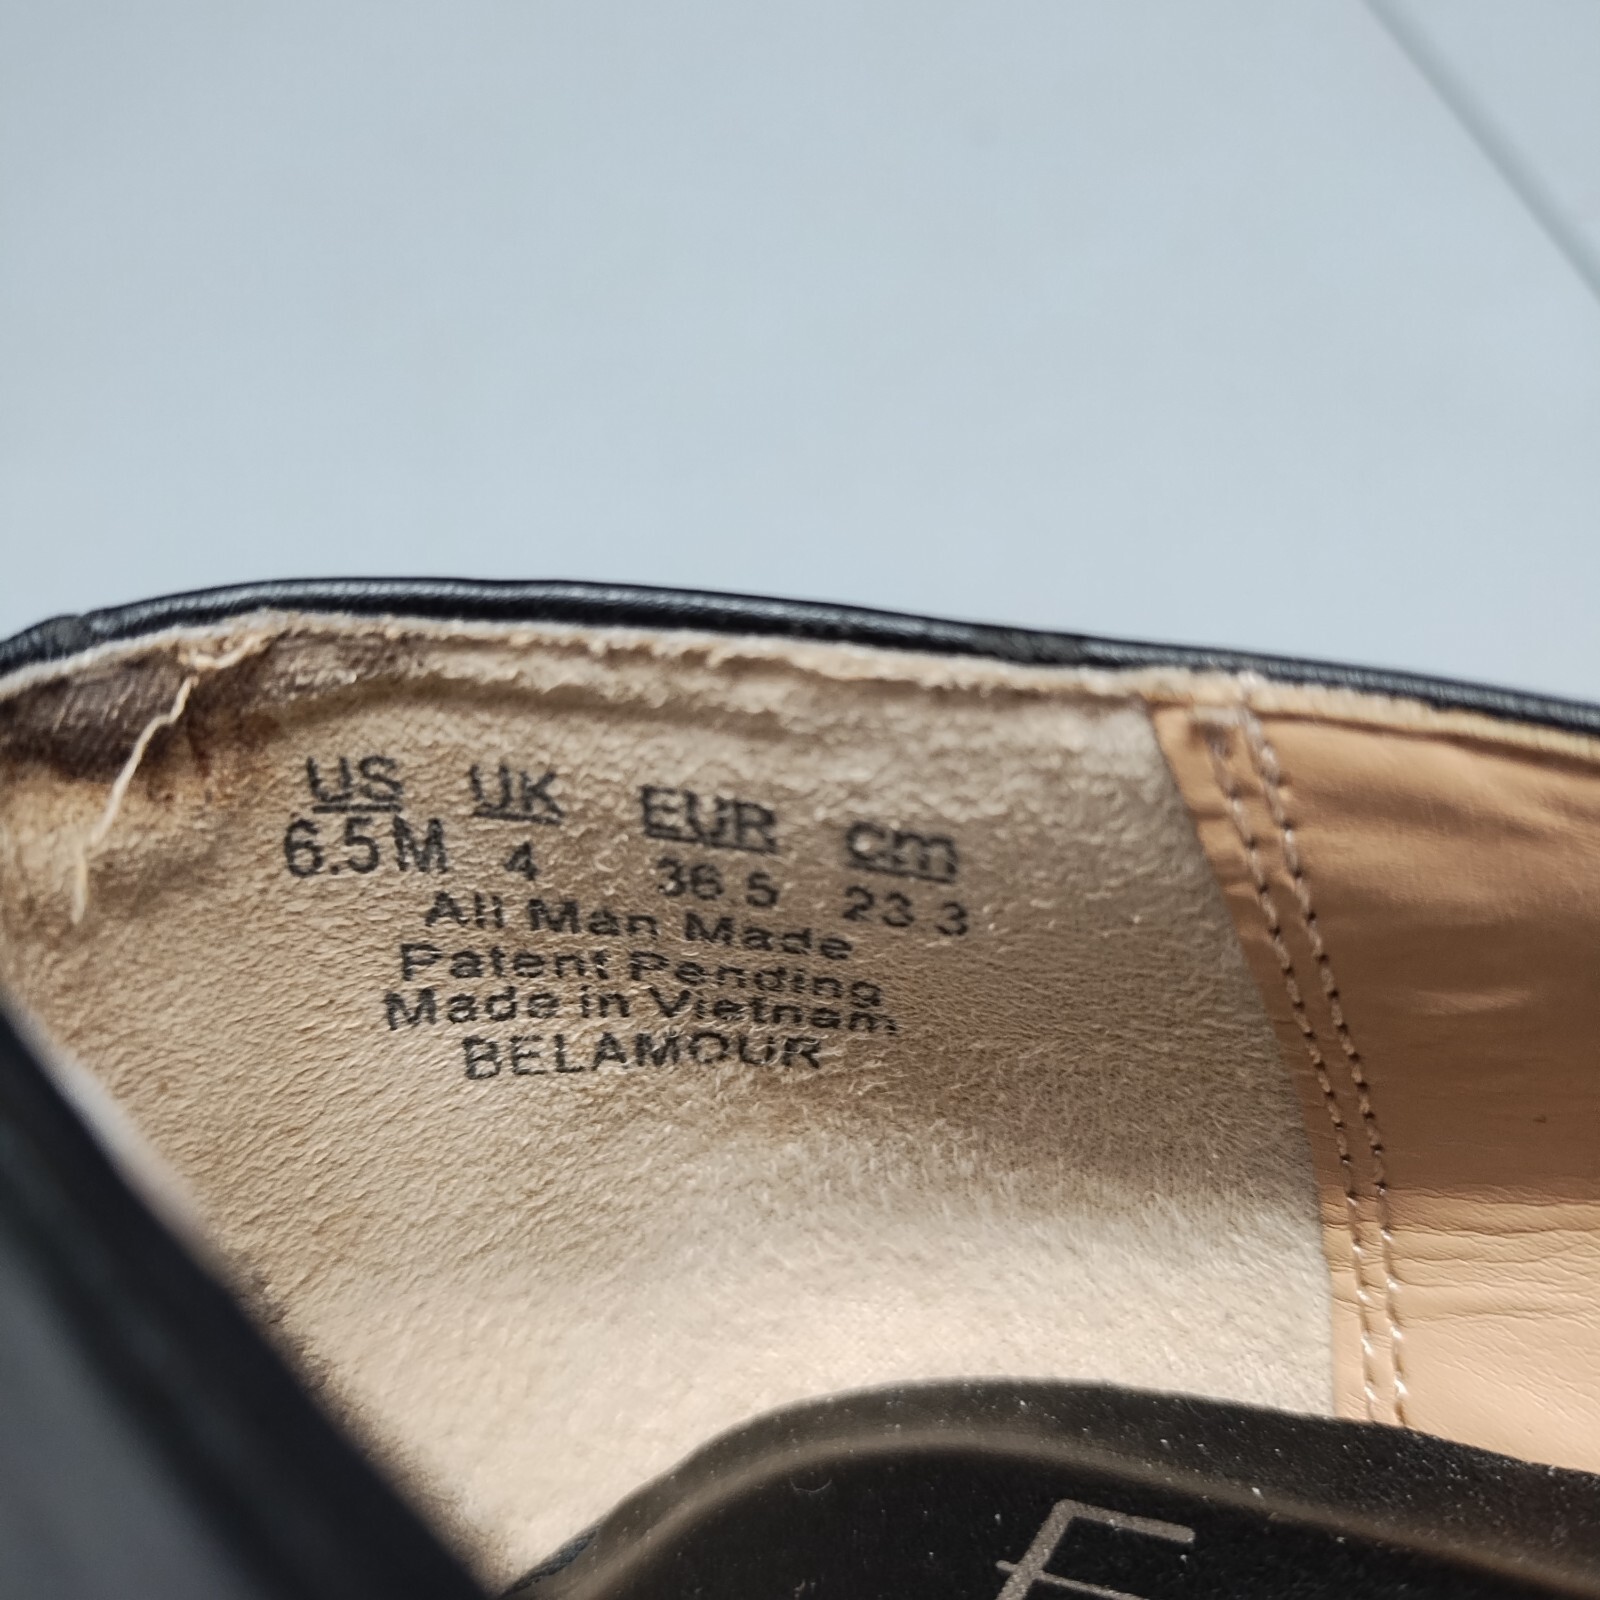 US UK EUR cm
6.5M 4 36.5 23.3
All Man Made
Patent Pending
Made in Vietnam
BELAMOUR